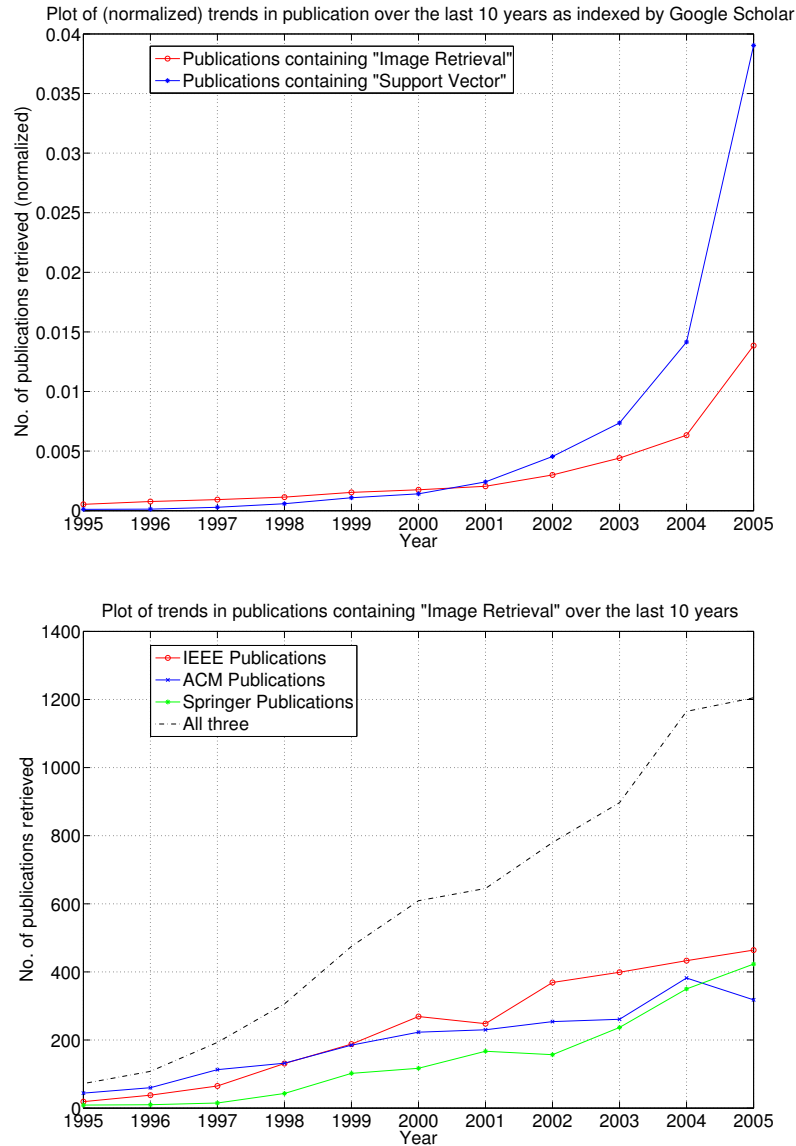 Plot of (normalized) trends in publication over the last 10 years as indexed by Google Scholar
0.04
0.035
0.03
0.025
0.02
0.015
0.01
0.005
0
No. of publications retrieved (normalized)
Publications containing "Image Retrieval"
Publications containing "Support Vector"
1995 1996 1997 1998 1999 2000 2001 2002 2003 2004 2005
Year
Plot of trends in publications containing "Image Retrieval" over the last 10 years
1400
1200
1000
800
600
400
200
0
No. of publications retrieved
IEEE Publications
ACM Publications
Springer Publications
All three
1995 1996 1997 1998 1999 2000 2001 2002 2003 2004 2005
Year